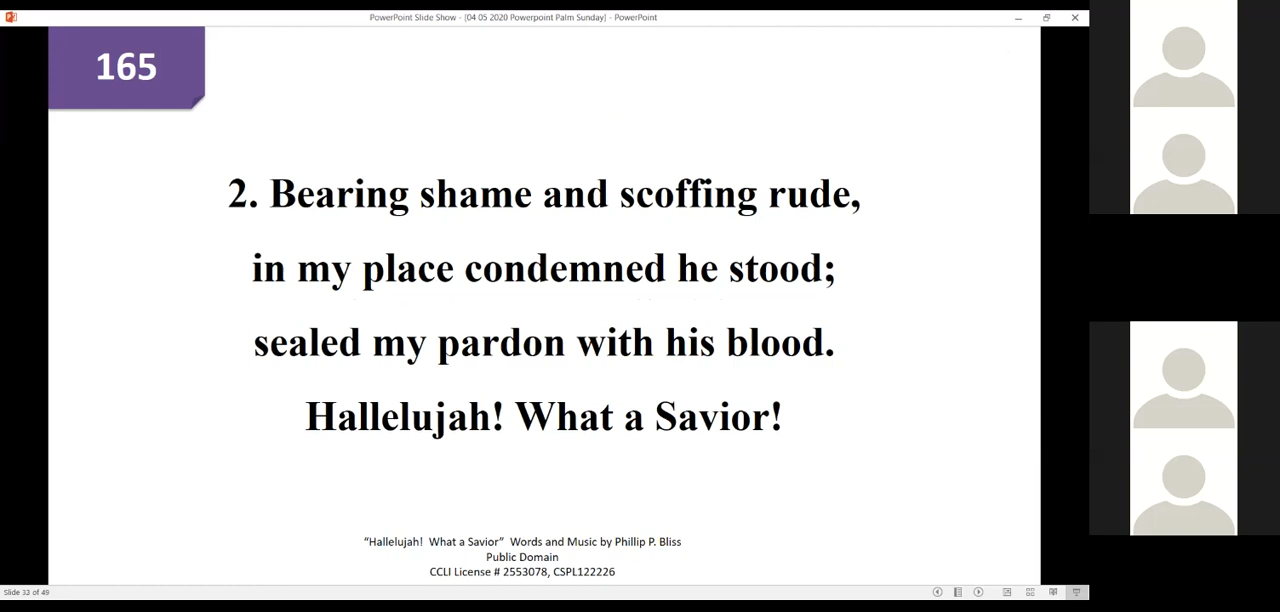 PowerPoint Slide Show - [04 05 2020 Powerpoint Palm Sunday] - PowerPoint
165
2. Bearing shame and scoffing rude,
in my place condemned he stood;
sealed my pardon with his blood.
Hallelujah! What a Savior!
"Hallelujah! What a Savior" Words and Music by Phillip P. Bliss
Public Domain
CCLI License # 2553078, CSPL122226
Slide 33 of 49